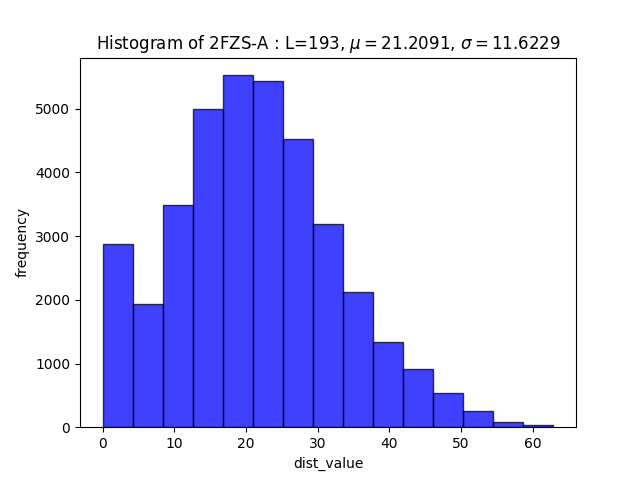 Histogram of 2FZS-A : L=193, μ = 21.2091, σ = 11.6229
frequency
5000
4000
3000
2000
1000
0
0 10 20 30 40 50 60
dist_value